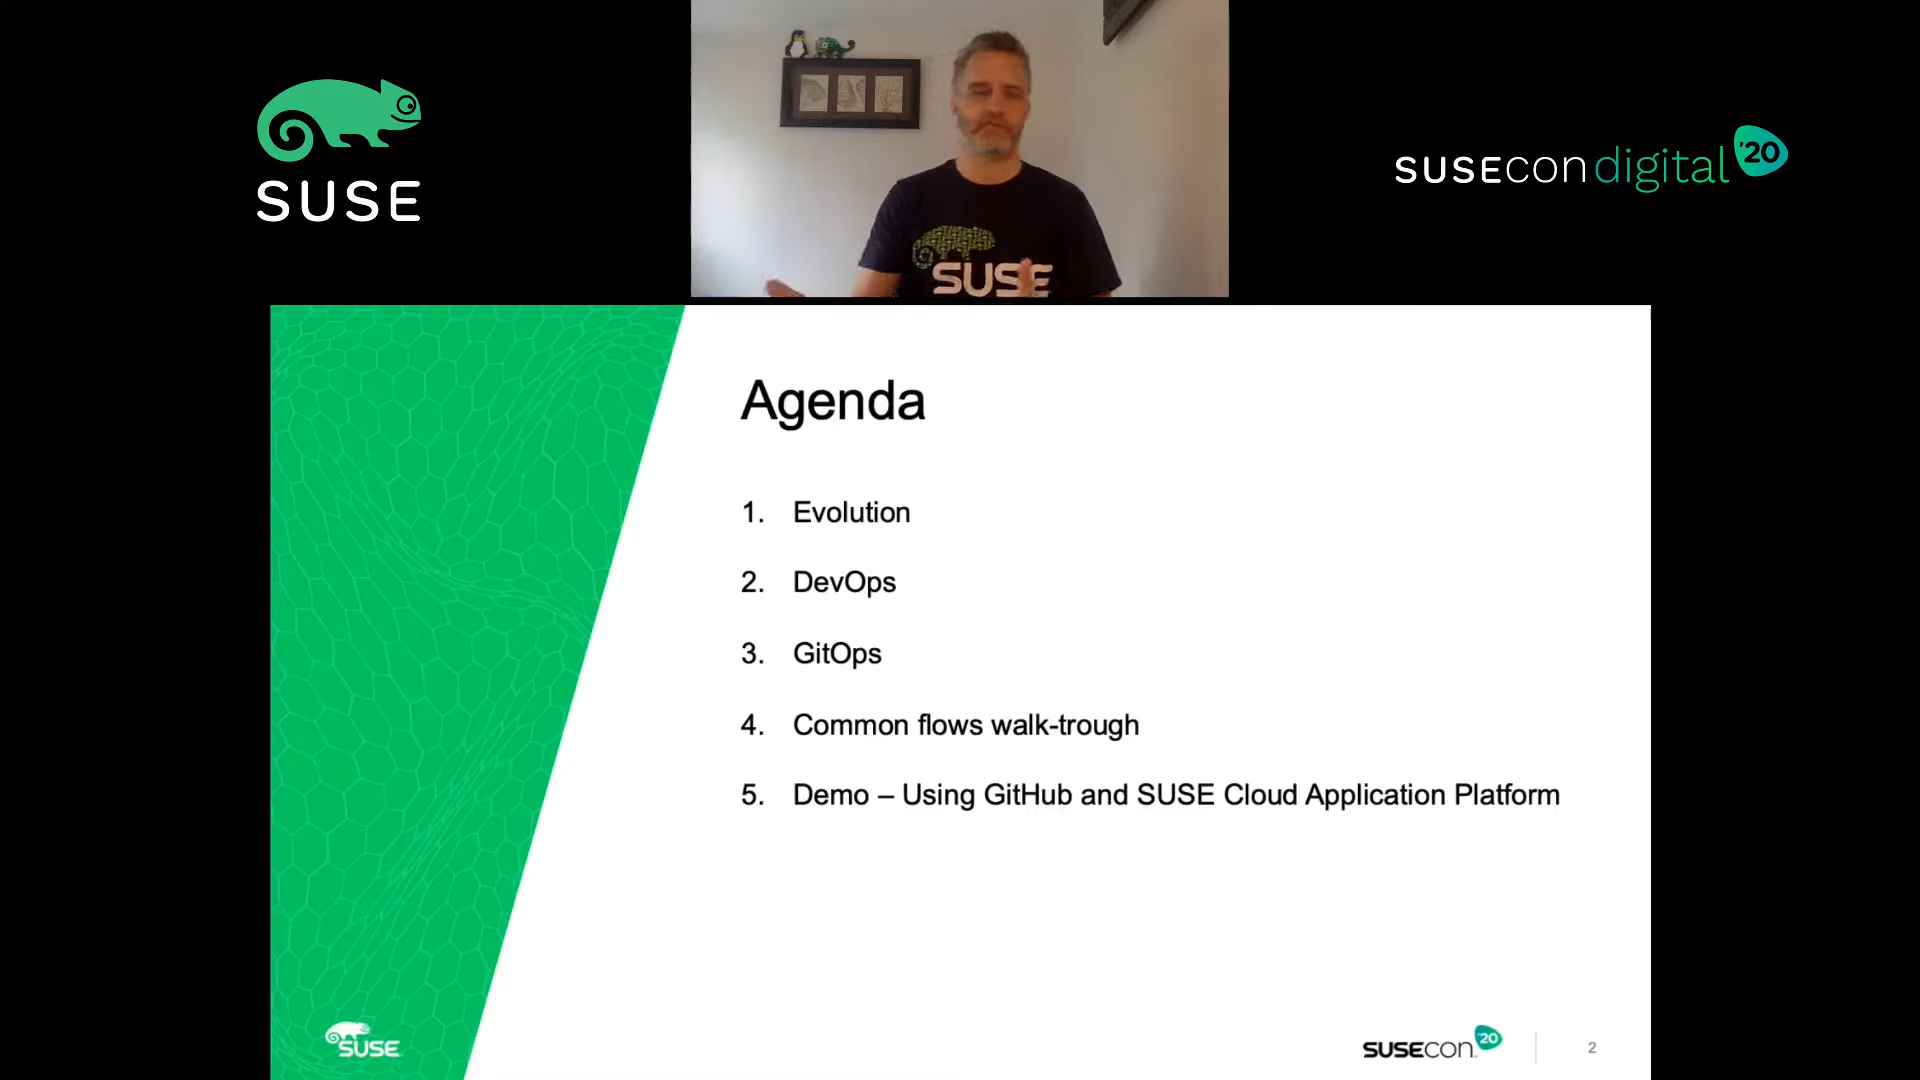 SUSE
SUSE
SUSEcon digital '20
Agenda
1. Evolution
2. DevOps
3. GitOps
4. Common flows walk-trough
5. Demo – Using GitHub and SUSE Cloud Application Platform
SUSE
SUSEcon '20
2